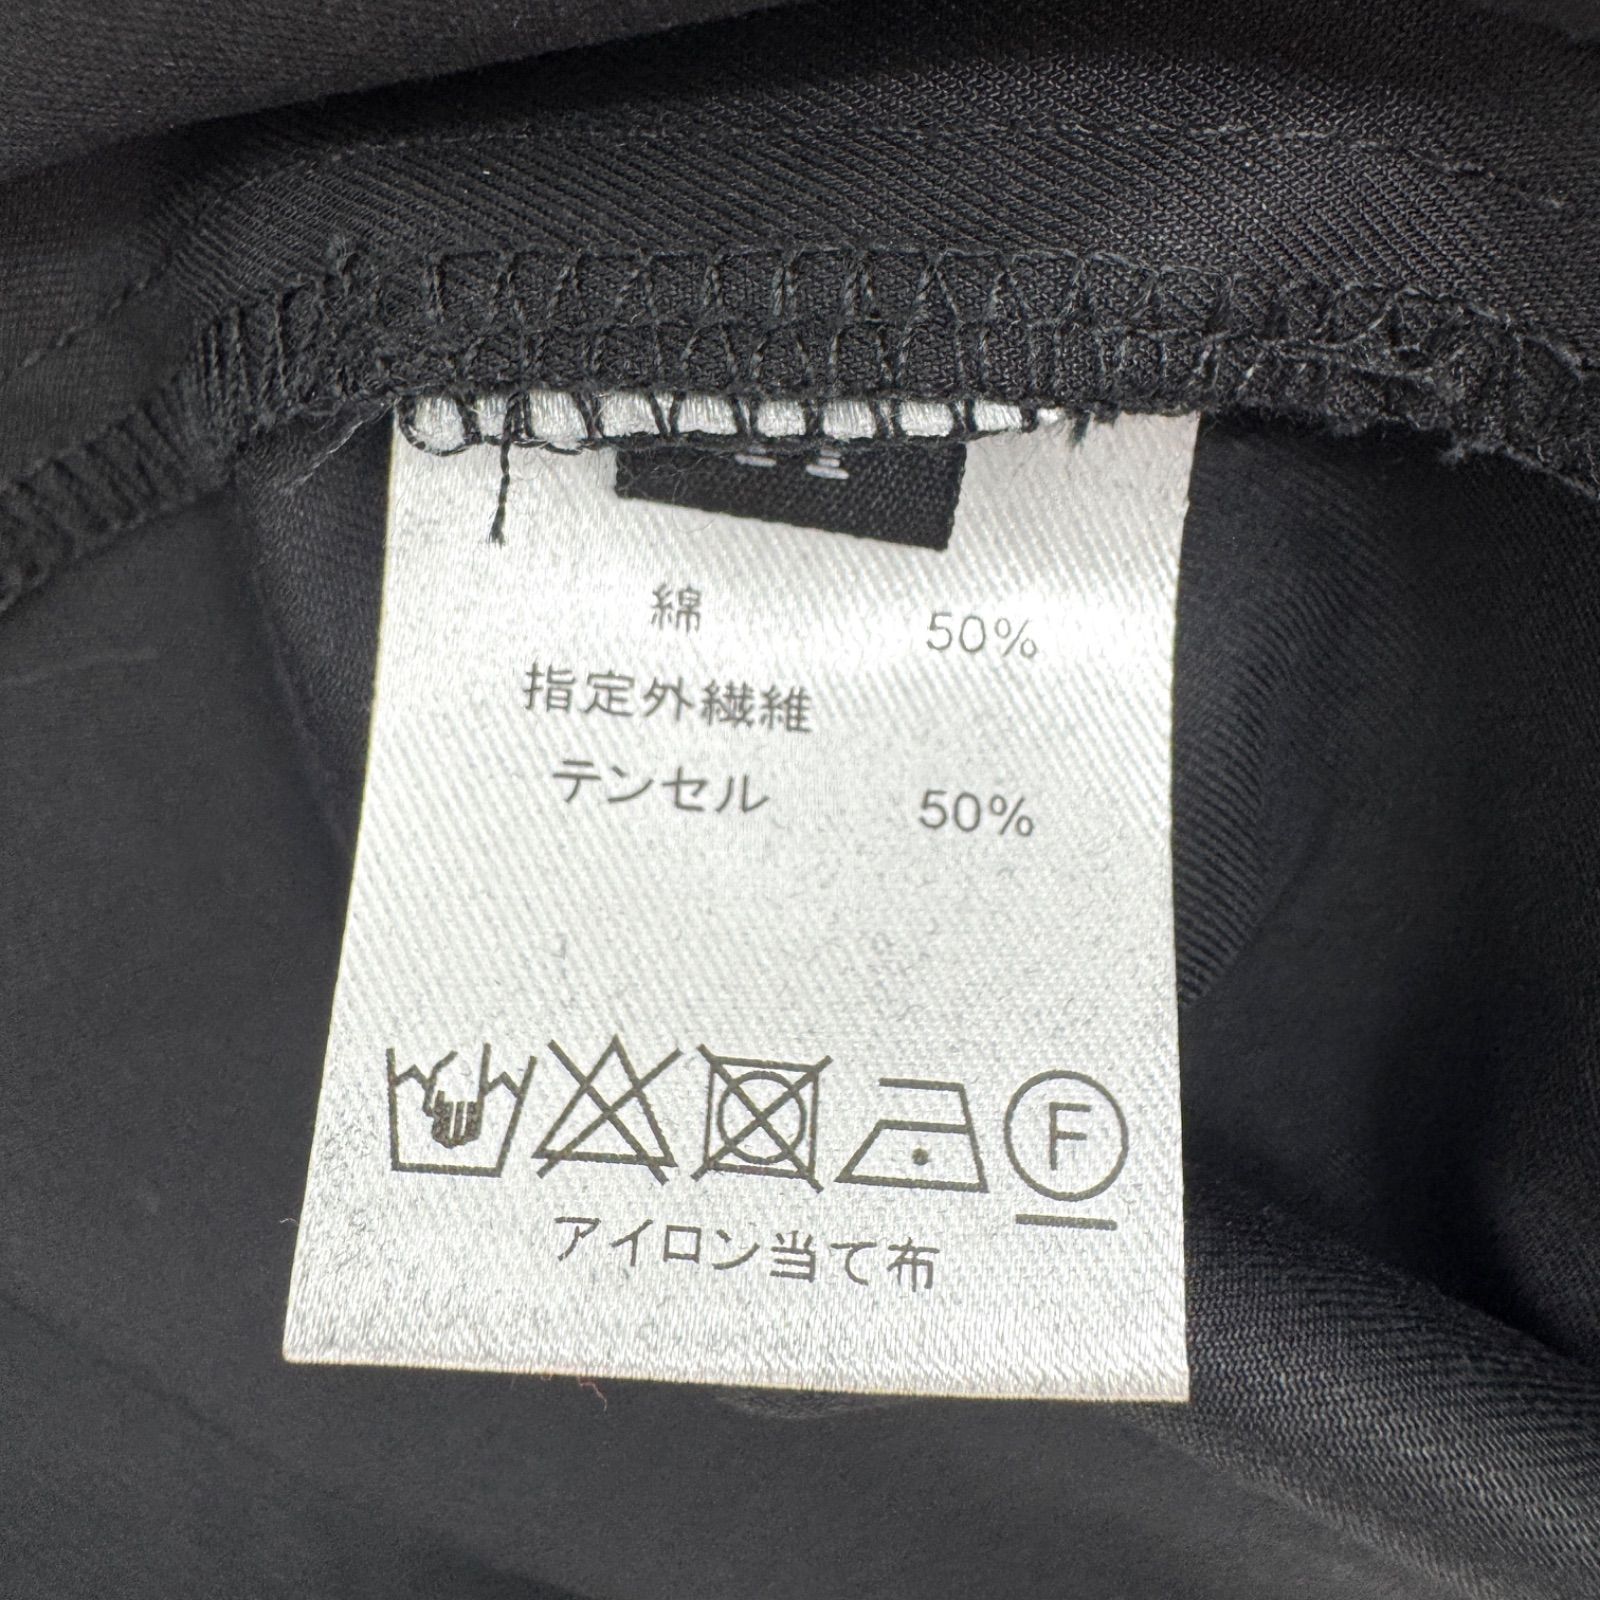 綿 50%
指定外繊維
テンセル 50%
F
アイロン当て布